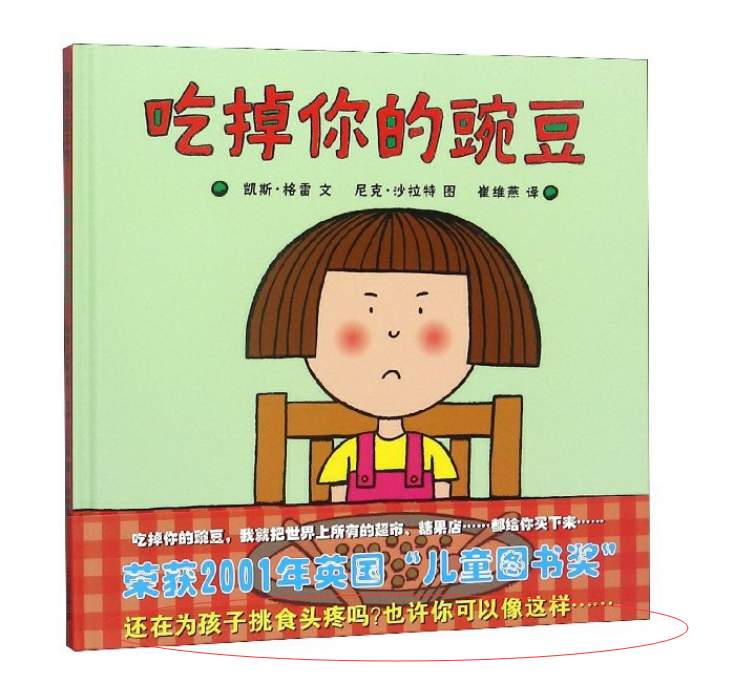 吃掉你的豌豆
凯斯·格雷 文 尼克·沙拉特 图 崔维燕 译
吃掉你的豌豆，我就把世界上所有的超市、糖果店……都给你买下来……
荣获2001年英国“儿童图书奖”
还在为孩子挑食头疼吗?也许你可以像这样……